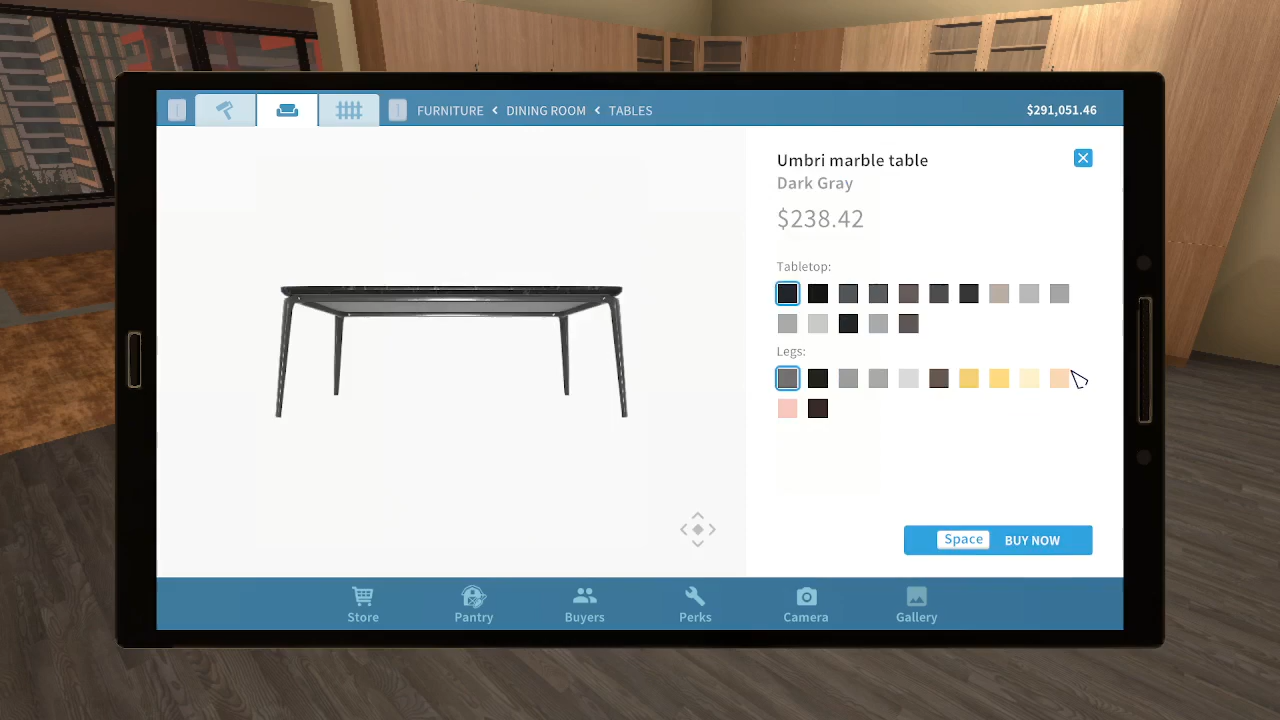 FURNITURE < DINING ROOM < TABLES
$291,051.46
Umbri marble table
Dark Gray
$238.42
Tabletop:
Legs:
Space BUY NOW
Store Pantry Buyers Perks Camera Gallery